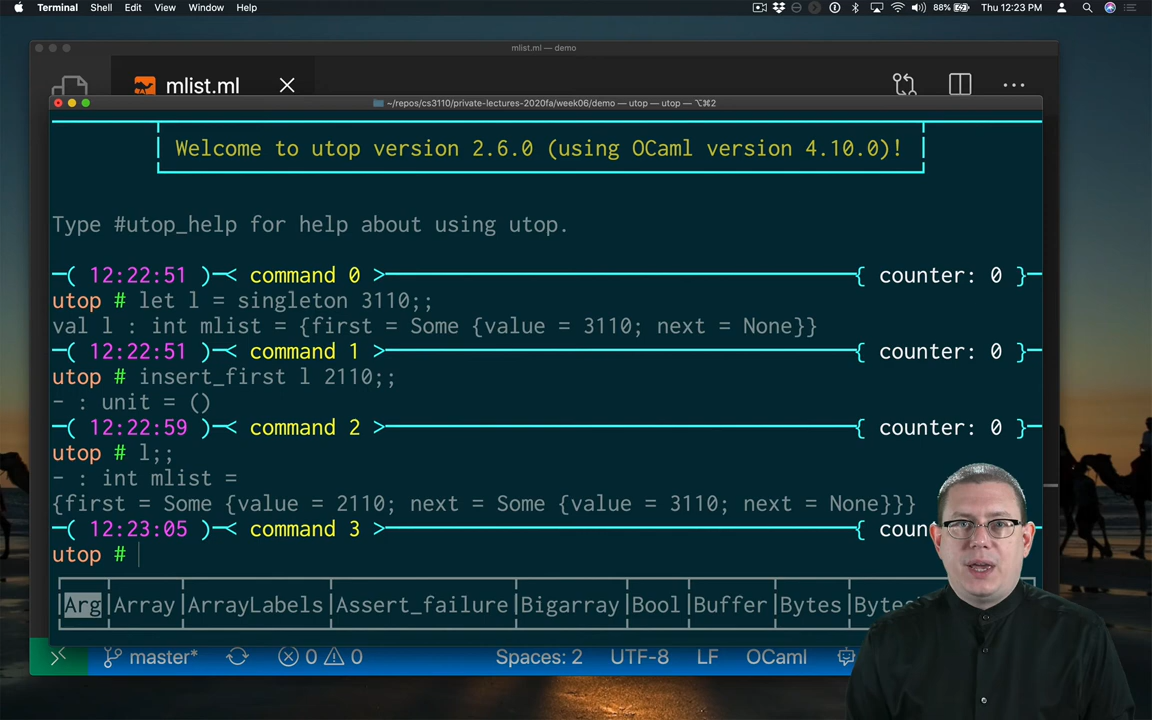 Terminal Shell Edit View Window Help 88% Thu 12:23 PM
mlist.ml — demo
mlist.ml
~/repos/cs3110/private-lectures-2020fa/week06/demo — utop — utop — ⌥⌘2
Welcome to utop version 2.6.0 (using OCaml version 4.10.0)!
Type #utop_help for help about using utop.
─( 12:22:51 )─< command 0 >─{ counter: 0 }─
utop # let l = singleton 3110;;
val l : int mlist = {first = Some {value = 3110; next = None}}
─( 12:22:51 )─< command 1 >─{ counter: 0 }─
utop # insert_first l 2110;;
- : unit = ()
─( 12:22:59 )─< command 2 >─{ counter: 0 }─
utop # l;;
- : int mlist =
{first = Some {value = 2110; next = Some {value = 3110; next = None}}}
─( 12:23:05 )─< command 3 >─{ coun
utop #
Arg Array ArrayLabels Assert_failure Bigarray Bool Buffer Bytes Bytes
master* 0 0 Spaces: 2 UTF-8 LF OCaml